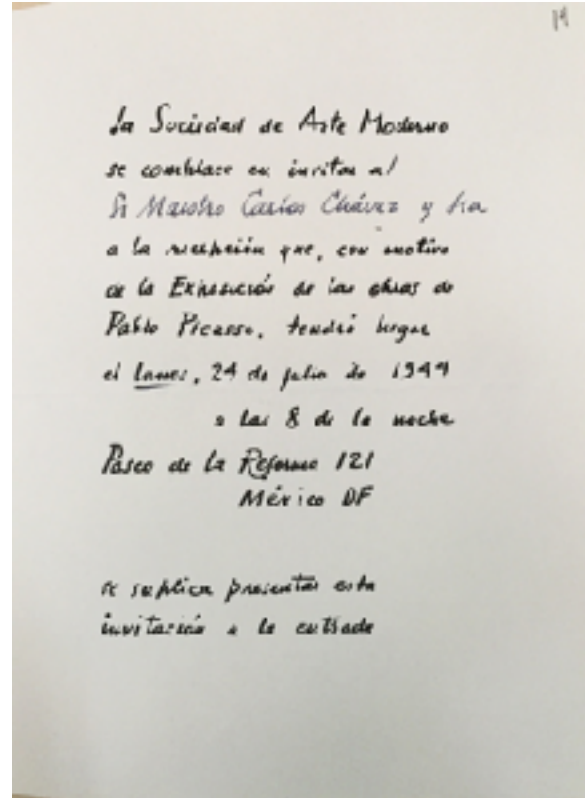 19
La Sociedad de Arte Moderno
se complace en invitar al
Sr Maestro Carlos Chávez y Sra
a la recepción que, con motivo
de la Exposición de las obras de
Pablo Picasso, tendrá lugar
el lunes, 24 de julio de 1944
a las 8 de la noche
Paseo de la Reforma 121
México DF
se suplica presentar esta
invitación a la entrada